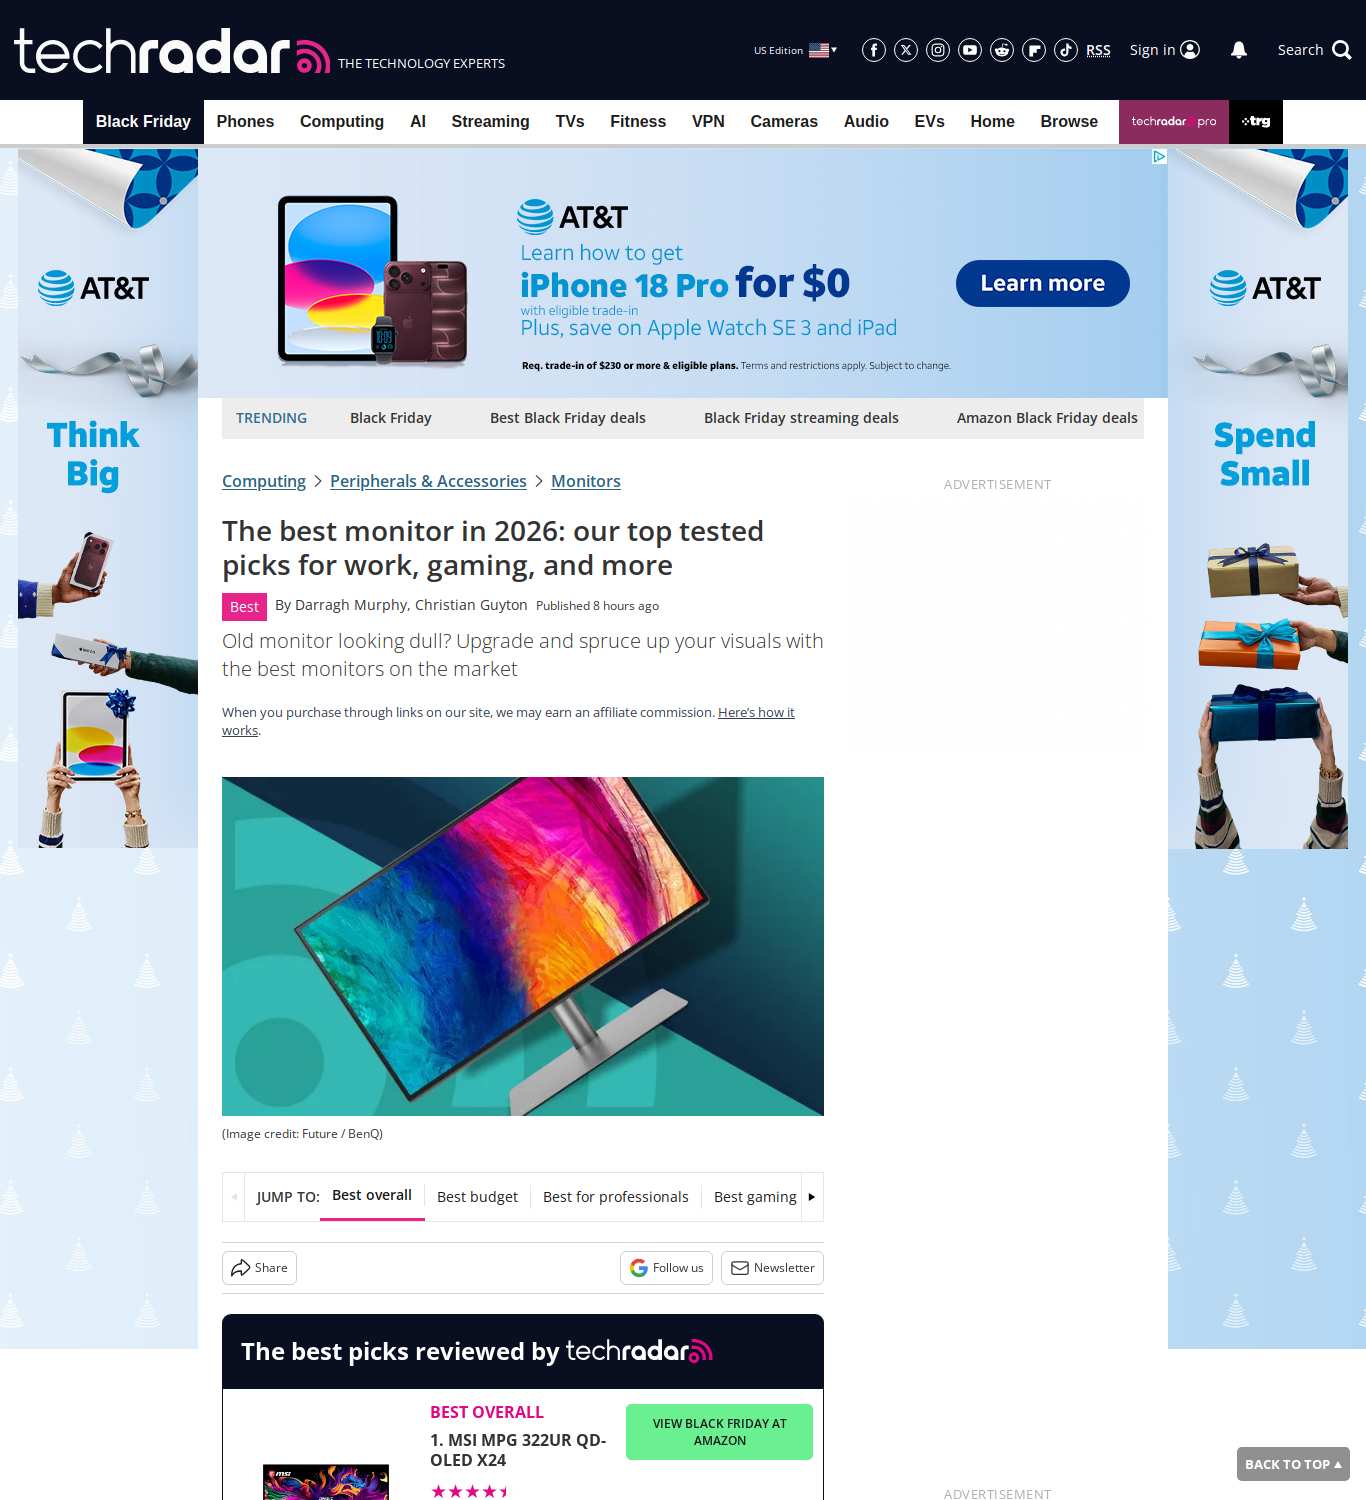 techradar THE TECHNOLOGY EXPERTS
US Edition
RSS
Sign in
Search
Black Friday
Phones
Computing
AI
Streaming
TVs
Fitness
VPN
Cameras
Audio
EVs
Home
Browse
techradar pro
trg
AT&T
Think
Big
AT&T
Learn how to get
iPhone 18 Pro for $0
with eligible trade-in
Plus, save on Apple Watch SE 3 and iPad
Req. trade-in of $230 or more & eligible plans. Terms and restrictions apply. Subject to change.
Learn more
AT&T
Spend
Small
TRENDING
Black Friday
Best Black Friday deals
Black Friday streaming deals
Amazon Black Friday deals
Computing
Peripherals & Accessories
Monitors
ADVERTISEMENT
The best monitor in 2026: our top tested
picks for work, gaming, and more
Best
By Darragh Murphy, Christian Guyton Published 8 hours ago
Old monitor looking dull? Upgrade and spruce up your visuals with
the best monitors on the market
When you purchase through links on our site, we may earn an affiliate commission. Here's how it
works.
(Image credit: Future / BenQ)
JUMP TO:
Best overall
Best budget
Best for professionals
Best gaming
Share
Follow us
Newsletter
The best picks reviewed by techradar
BEST OVERALL
1. MSI MPG 322UR QD-
OLED X24
msi
VIEW BLACK FRIDAY AT
AMAZON
BACK TO TOP
ADVERTISEMENT